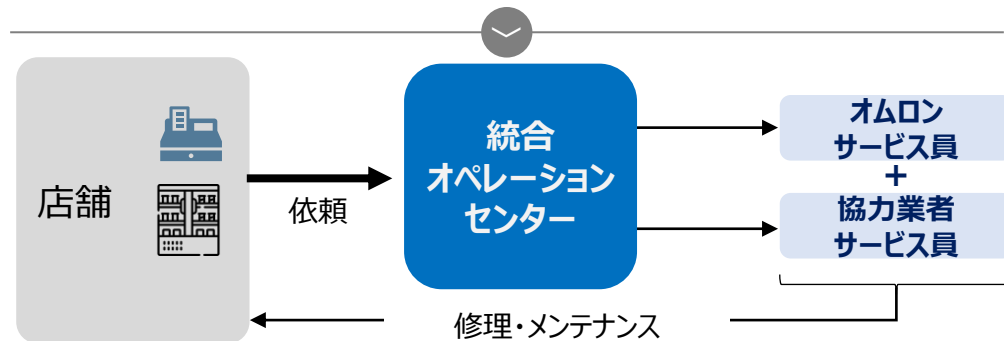 店舗
依頼
統合
オペレーション
センター
オムロン
サービス員
+
協力業者
サービス員
修理・メンテナンス